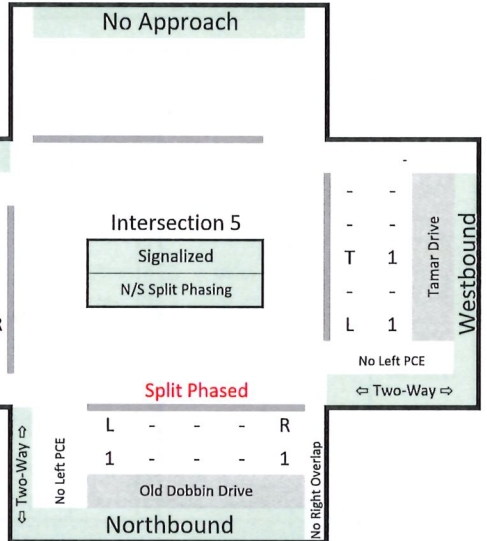 No Approach
-
- -
- -
T 1
- -
L 1
Tamar Drive
Westbound
No Left PCE
⇦ Two-Way ⇨
Intersection 5
Signalized
N/S Split Phasing
Split Phased
L - - - R
1 - - - 1
⇦ Two-Way ⇨
No Left PCE
No Right Overlap
Old Dobbin Drive
Northbound